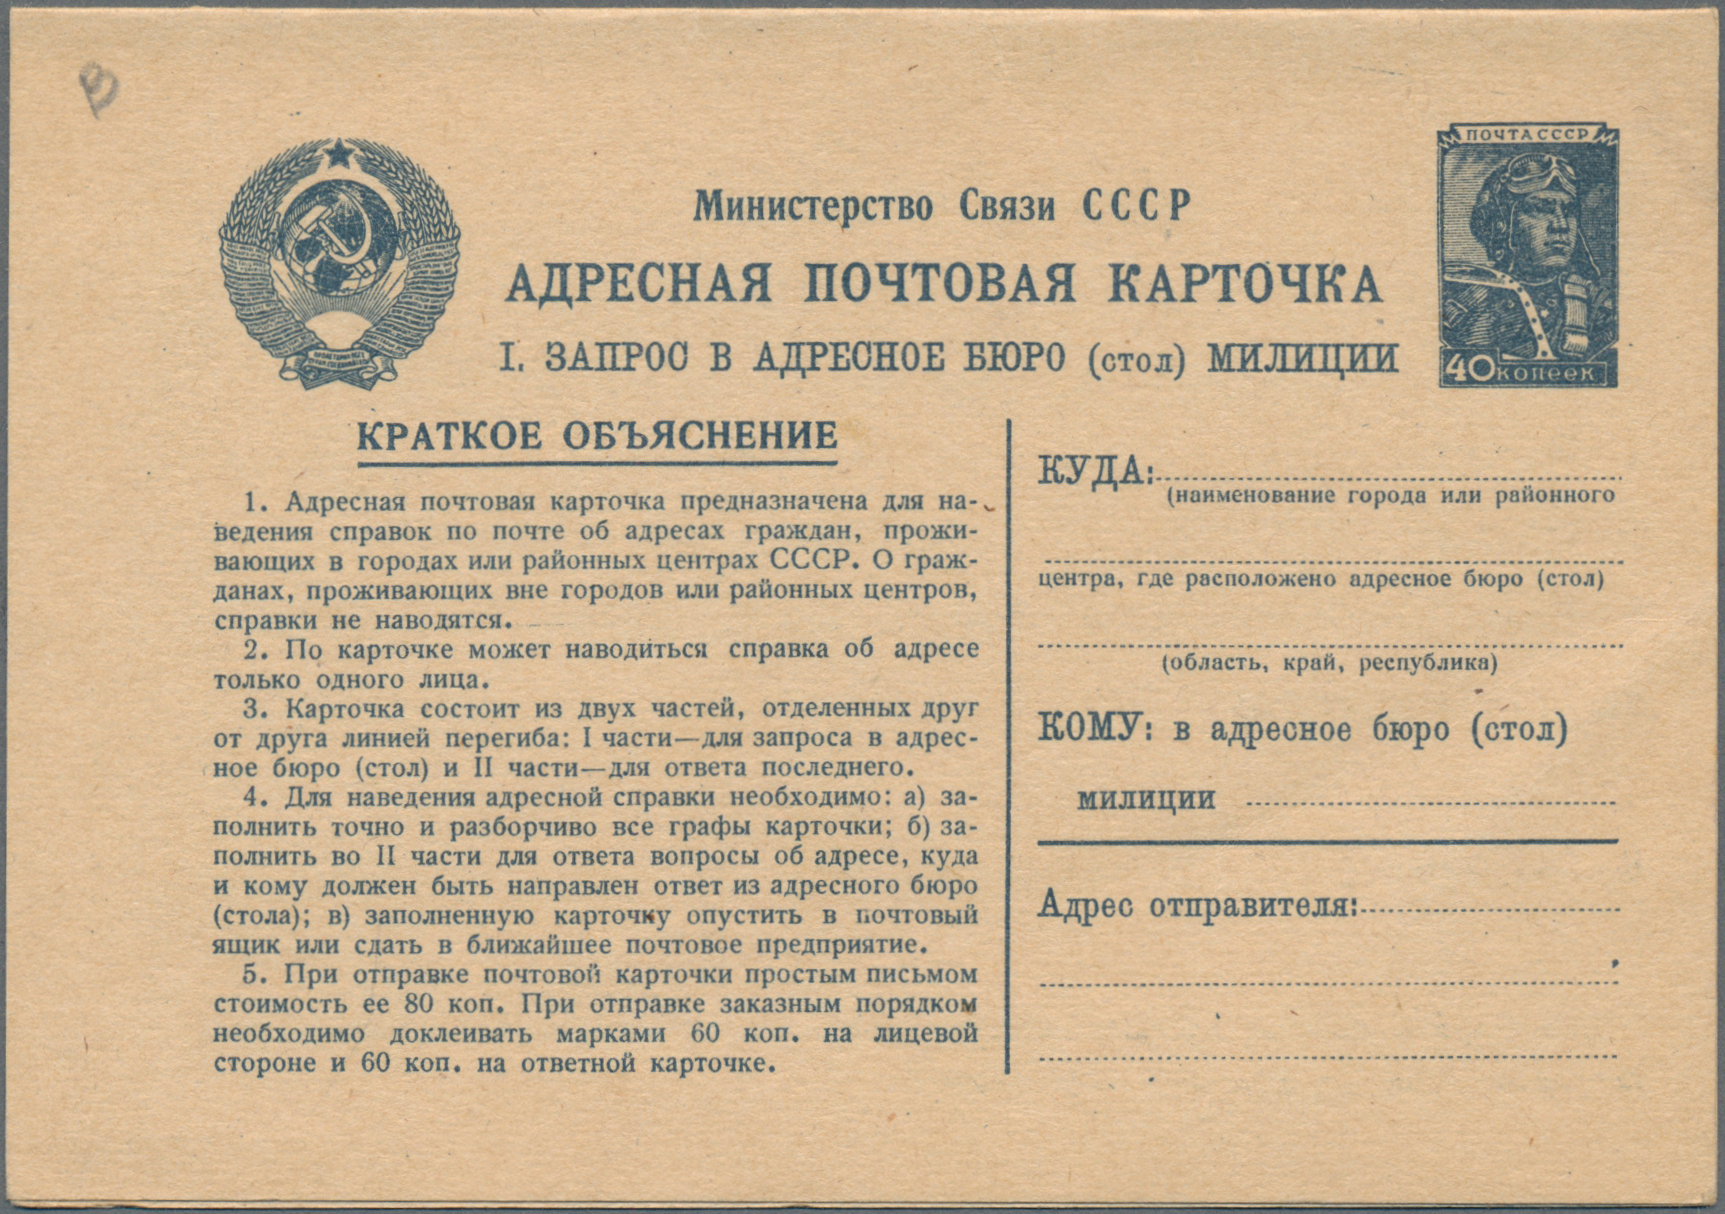 ПОЧТА СССР
Министерство Связи СССР
АДРЕСНАЯ ПОЧТОВАЯ КАРТОЧКА
I. ЗАПРОС В АДРЕСНОЕ БЮРО (стол) МИЛИЦИИ
40 копеек
КРАТКОЕ ОБЪЯСНЕНИЕ
1. Адресная почтовая карточка предназначена для на-
ведения справок по почте об адресах граждан, прожи-
вающих в городах или районных центрах СССР. О граж-
данах, проживающих вне городов или районных центров,
справки не наводятся.
2. По карточке может наводиться справка об адресе
только одного лица.
3. Карточка состоит из двух частей, отделенных друг
от друга линией перегиба: I части—для запроса в адрес-
ное бюро (стол) и II части—для ответа последнего.
4. Для наведения адресной справки необходимо: а) за-
полнить точно и разборчиво все графы карточки; б) за-
полнить во II части для ответа вопросы об адресе, куда
и кому должен быть направлен ответ из адресного бюро
(стола); в) заполненную карточку опустить в почтовый
ящик или сдать в ближайшее почтовое предприятие.
5. При отправке почтовой карточки простым письмом
стоимость ее 80 коп. При отправке заказным порядком
необходимо доклеивать марками 60 коп. на лицевой
стороне и 60 коп. на ответной карточке.
КУДА:
(наименование города или районного
центра, где расположено адресное бюро (стол)
(область, край, республика)
КОМУ: в адресное бюро (стол)
милиции
Адрес отправителя: